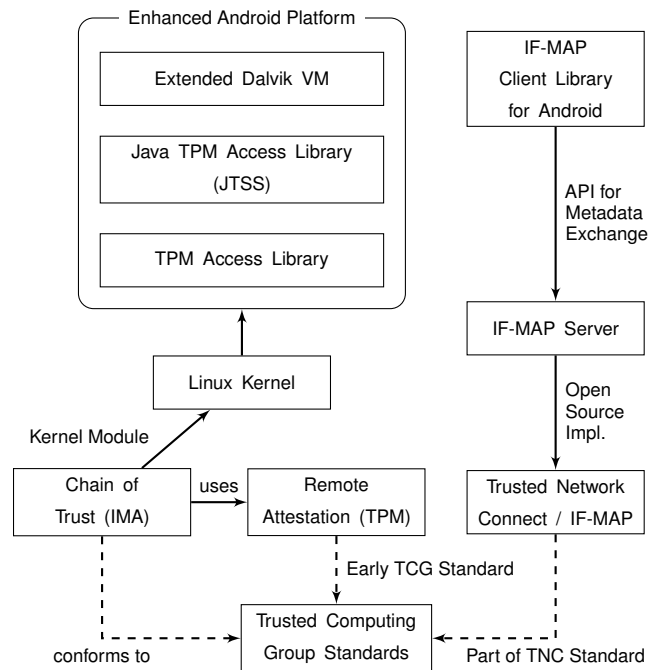 Enhanced Android Platform
Extended Dalvik VM
Java TPM Access Library
(JTSS)
TPM Access Library
IF-MAP
Client Library
for Android
API for
Metadata
Exchange
IF-MAP Server
Linux Kernel
Open
Source
Impl.
Kernel Module
Chain of
Trust (IMA)
uses
Remote
Attestation (TPM)
Trusted Network
Connect / IF-MAP
Early TCG Standard
Trusted Computing
Group Standards
conforms to
Part of TNC Standard